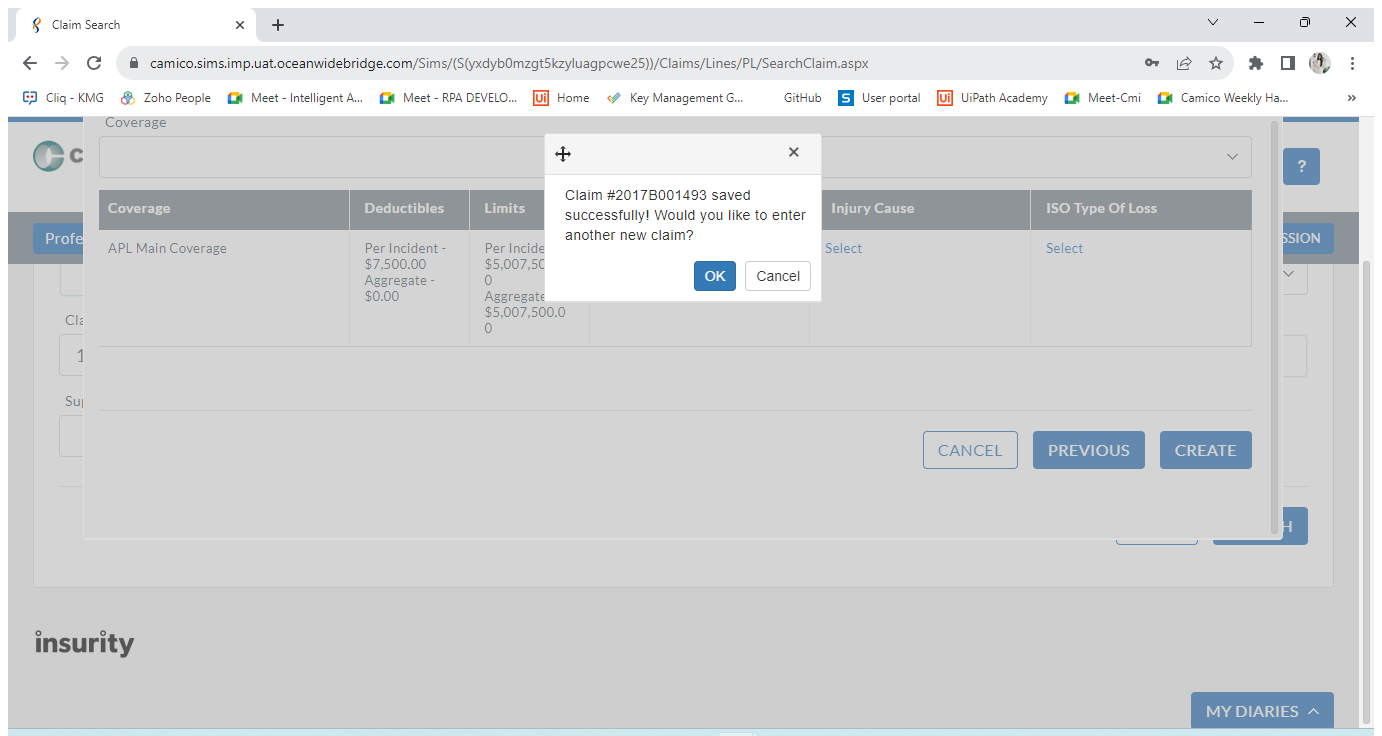 Claim Search
camico.sims.imp.uat.oceanwidebridge.com/Sims/(S(yxdyb0mzgt5kzyluagpcwe25))/Claims/Lines/PL/SearchClaim.aspx
Cliq - KMG Zoho People Meet - Intelligent A... Meet - RPA DEVELO... Ui Home Key Management G... GitHub S User portal Ui UiPath Academy Meet-Cmi Camico Weekly Ha... »
Coverage
?
Claim #2017B001493 saved
successfully! Would you like to enter
another new claim?
OK Cancel
Coverage Deductibles Limits Injury Cause ISO Type Of Loss
Profe SSION
APL Main Coverage Per Incident - Per Incide Select Select
$7,500.00 $5,007,50
Aggregate - 0
$0.00 Aggregate
$5,007,500.0
0
Cla
1
Sup
CANCEL PREVIOUS CREATE
H
insurity
MY DIARIES